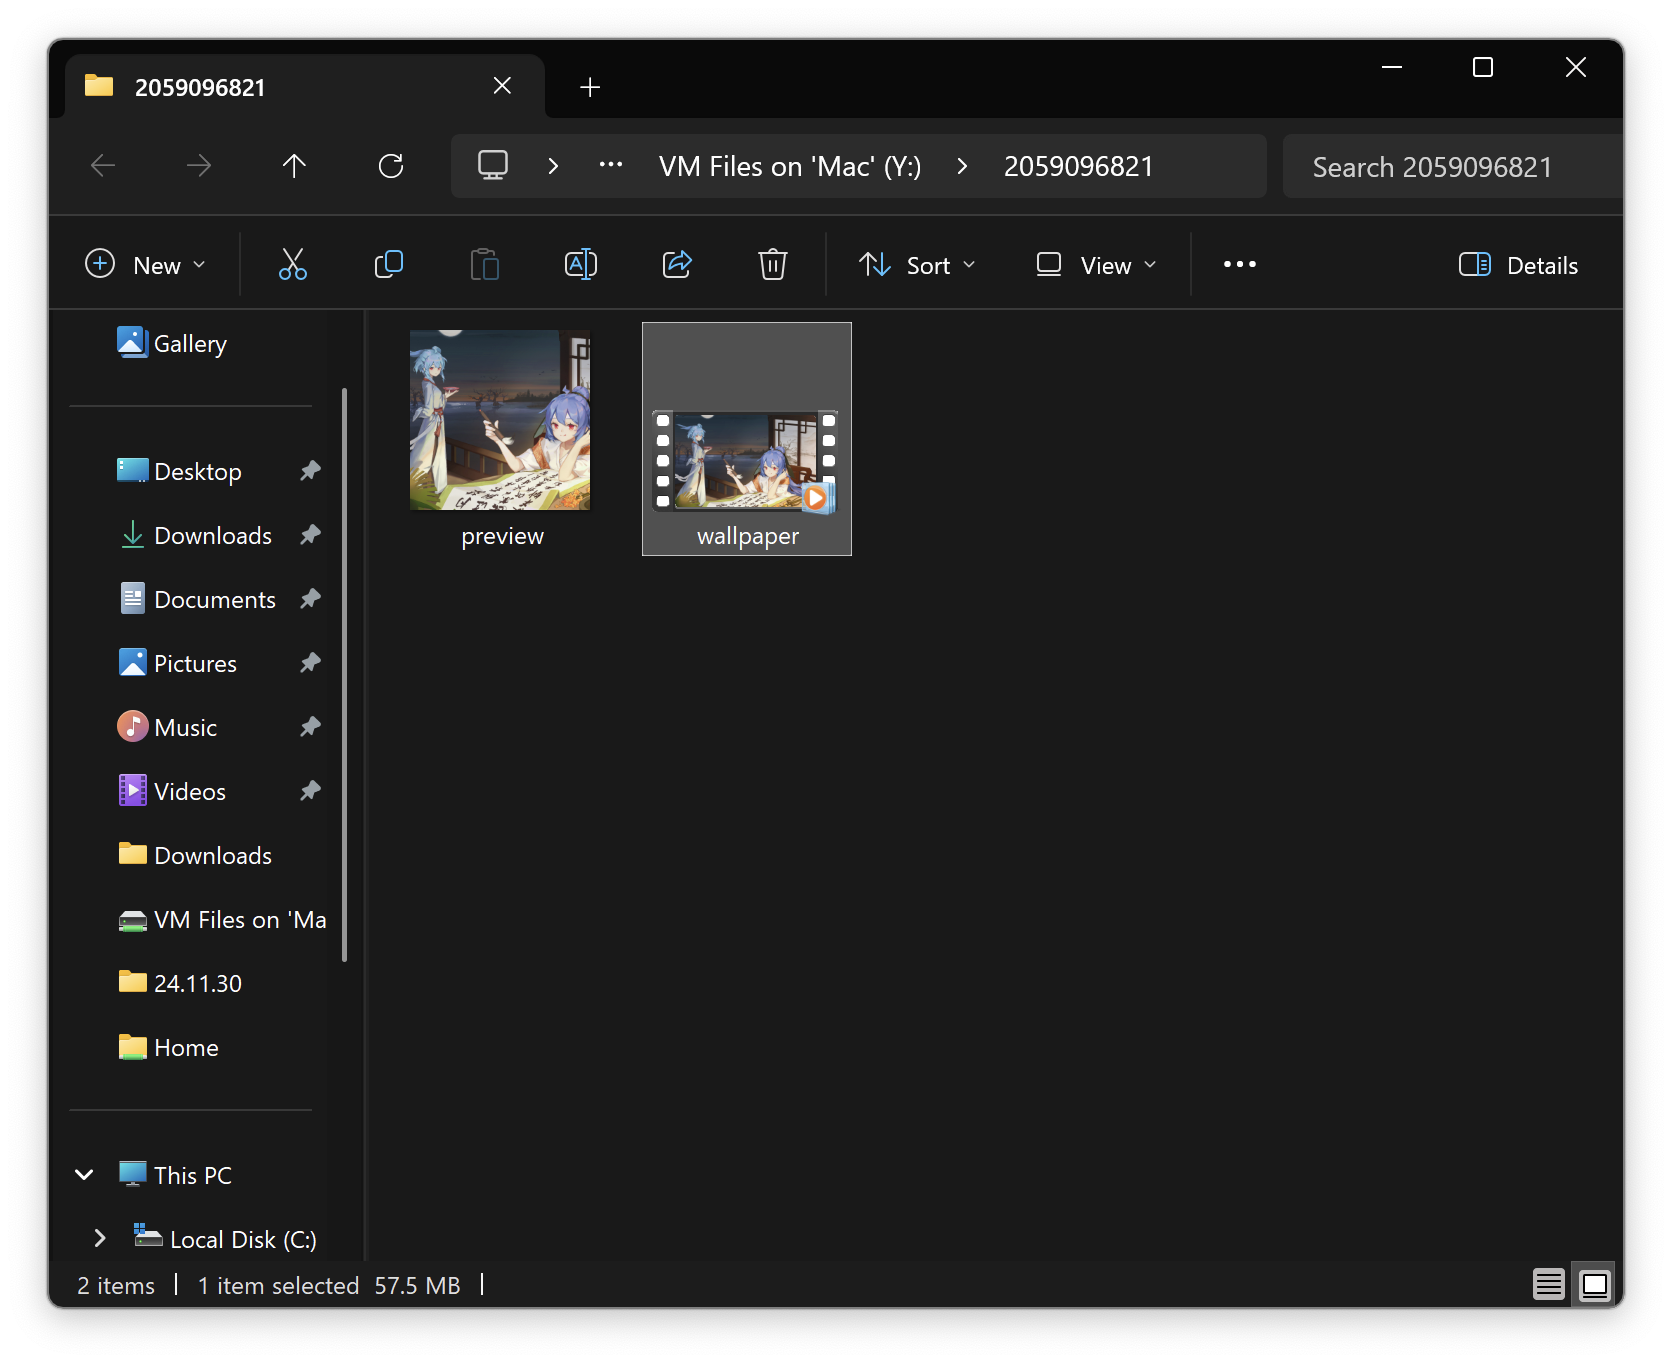 2059096821
VM Files on 'Mac' (Y:)
2059096821
Search 2059096821
New
Sort
View
Details
Gallery
Desktop
Downloads
Documents
Pictures
Music
Videos
Downloads
VM Files on 'Ma
24.11.30
Home
This PC
Local Disk (C:)
preview
wallpaper
2 items
1 item selected 57.5 MB